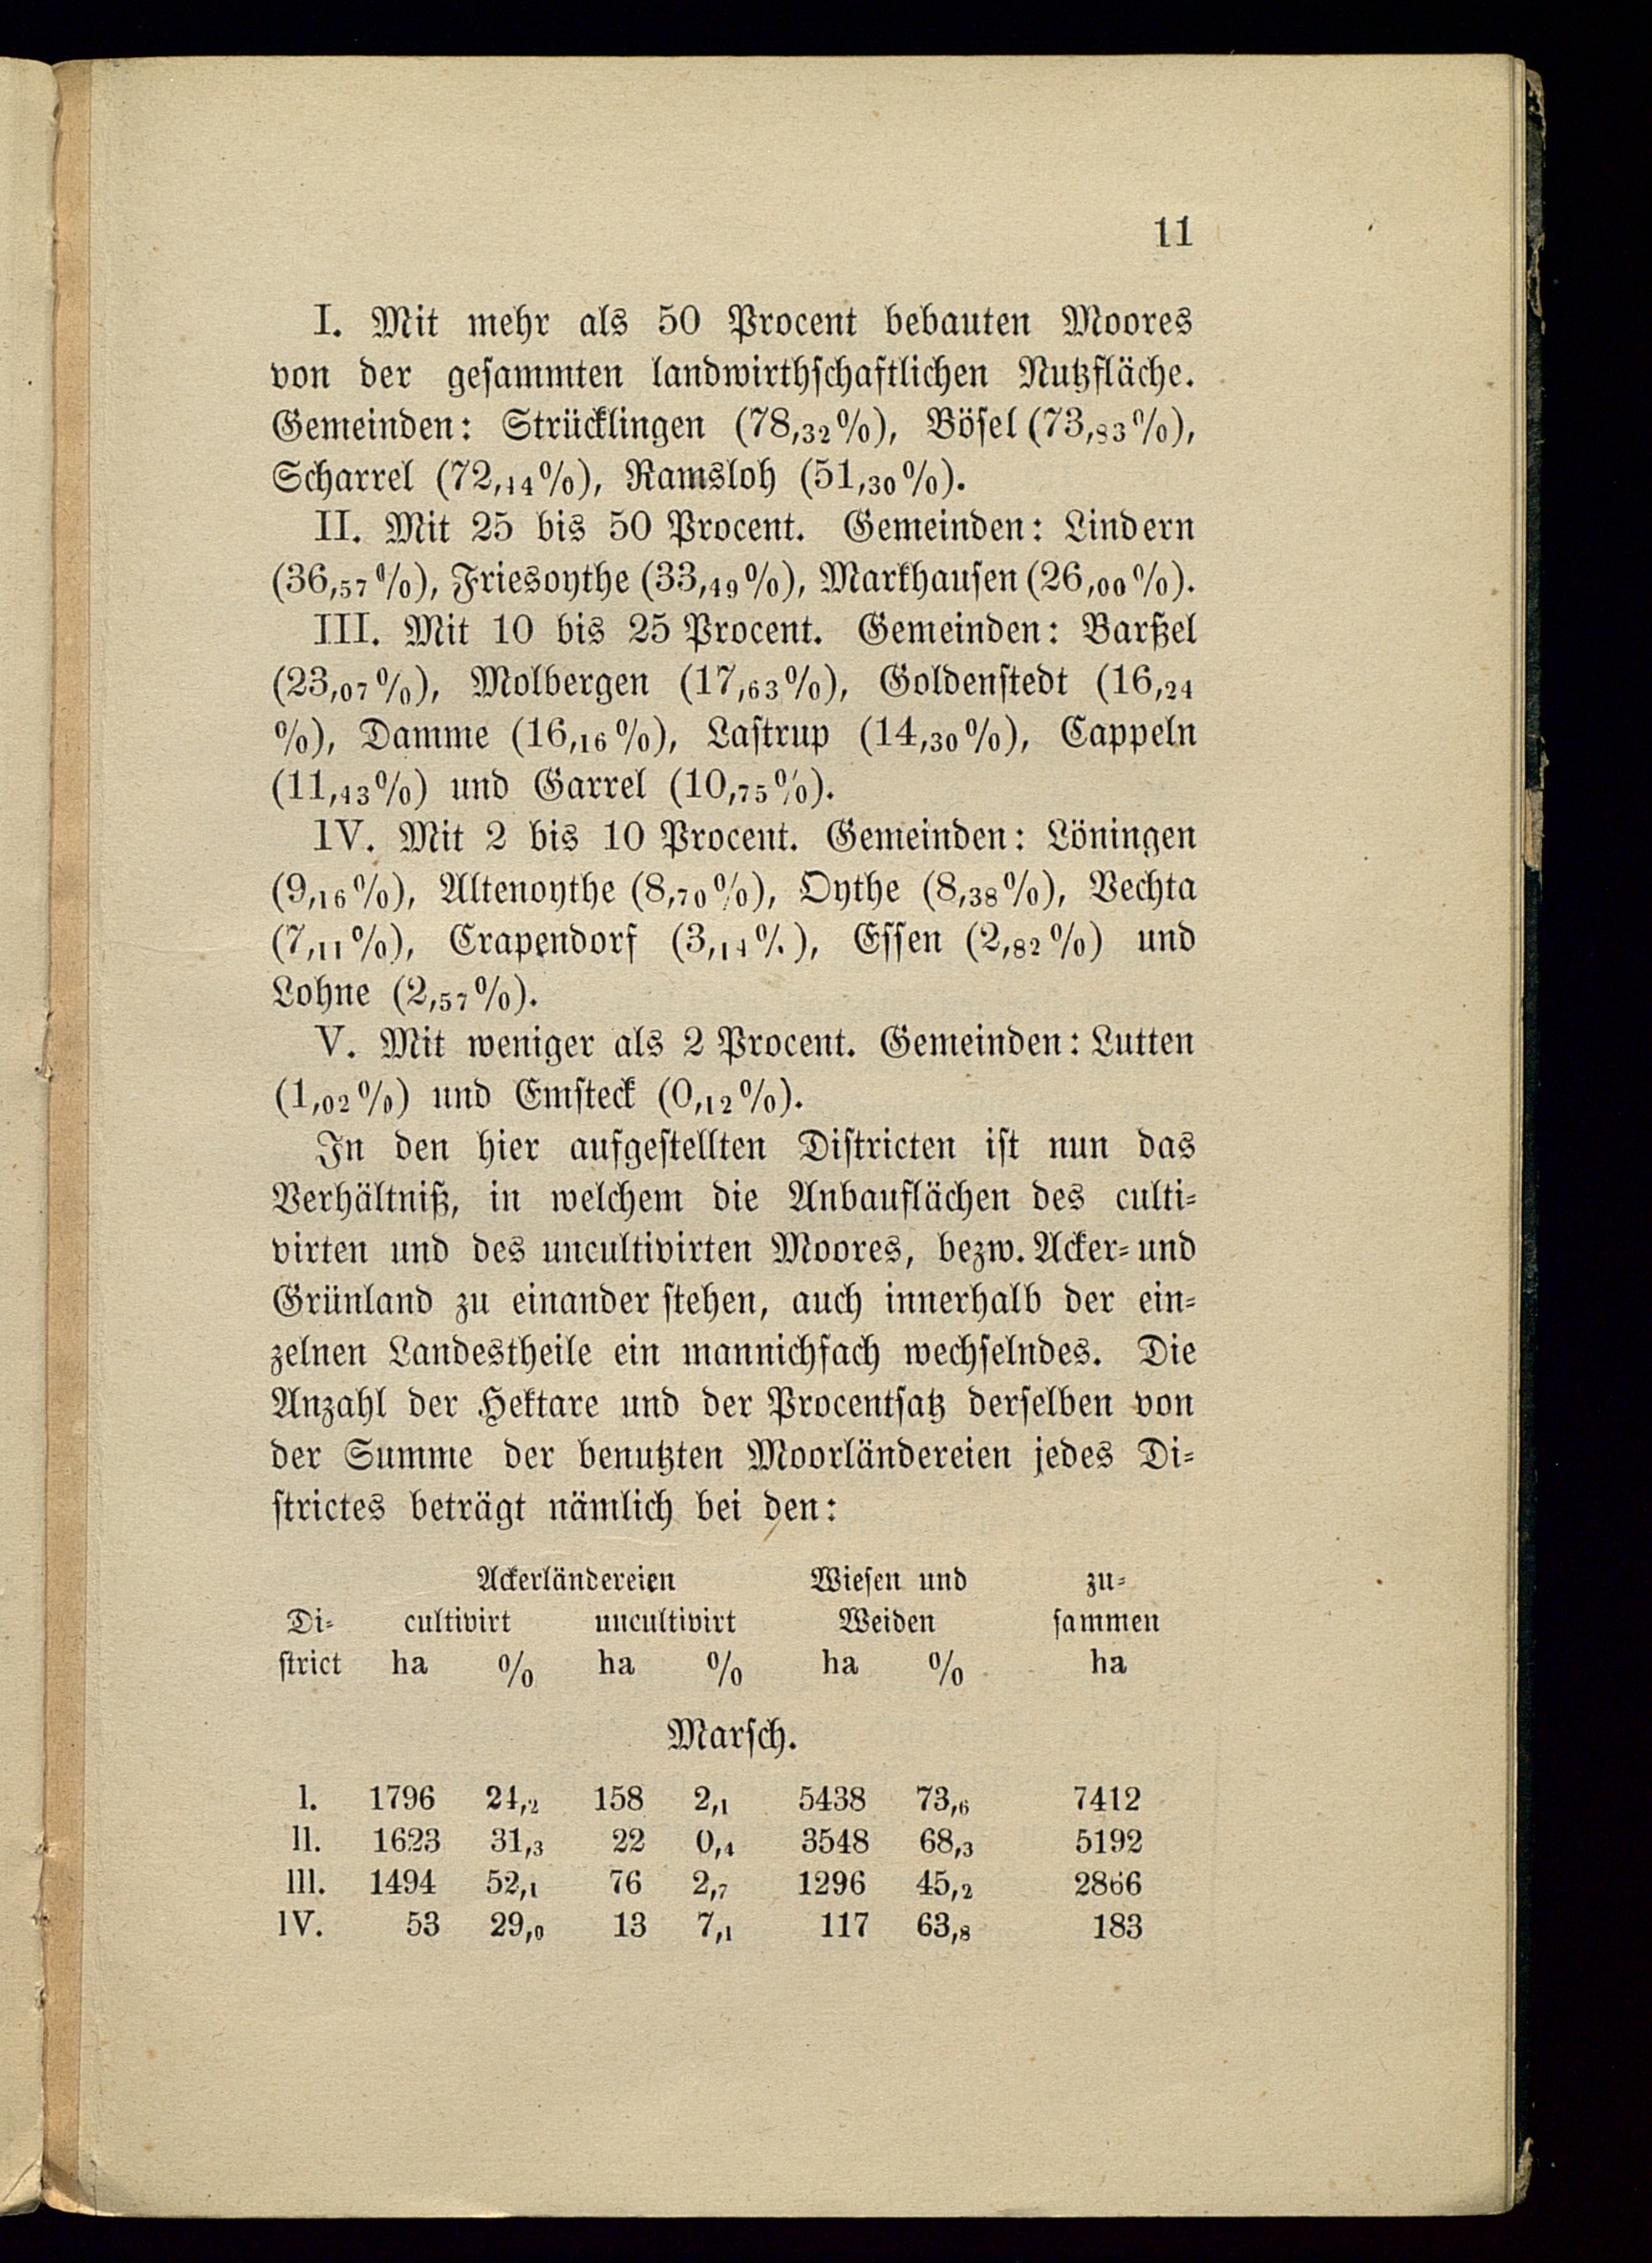 11
I. Mit mehr als 50 Procent bebauten Moores
von der gesammten landwirthschaftlichen Nutzfläche.
Gemeinden: Strücklingen (78,32%), Bösel (73,83%),
Scharrel (72,14%), Ramsloh (51,30%).
II. Mit 25 bis 50 Procent. Gemeinden: Lindern
(36,57%), Friesoythe (33,49%), Markhausen (26,00%).
III. Mit 10 bis 25 Procent. Gemeinden: Barßel
(23,07%), Molbergen (17,63%), Goldenstedt (16,24
%), Damme (16,16%), Lastrup (14,30%), Cappeln
(11,43%) und Garrel (10,75%).
IV. Mit 2 bis 10 Procent. Gemeinden: Löningen
(9,16%), Altenoythe (8,70%), Oythe (8,38%), Vechta
(7,11%), Crapendorf (3,14%), Essen (2,82%) und
Lohne (2,57%).
V. Mit weniger als 2 Procent. Gemeinden: Lutten
(1,02%) und Emsteck (0,12%).
In den hier aufgestellten Districten ist nun das
Verhältniß, in welchem die Anbauflächen des culti-
virten und des uncultivirten Moores, bezw. Acker- und
Grünland zu einander stehen, auch innerhalb der ein-
zelnen Landestheile ein mannichfach wechselndes. Die
Anzahl der Hektare und der Procentsatz derselben von
der Summe der benutzten Moorländereien jedes Di-
strictes beträgt nämlich bei den:
Ackerländereien Wiesen und zu-
Di- cultivirt uncultivirt Weiden sammen
strict ha % ha % ha % ha
Marsch.
I. 1796 24,2 158 2,1 5438 73,6 7412
II. 1623 31,3 22 0,4 3548 68,3 5192
III. 1494 52,1 76 2,7 1296 45,2 2866
IV. 53 29,0 13 7,1 117 63,8 183